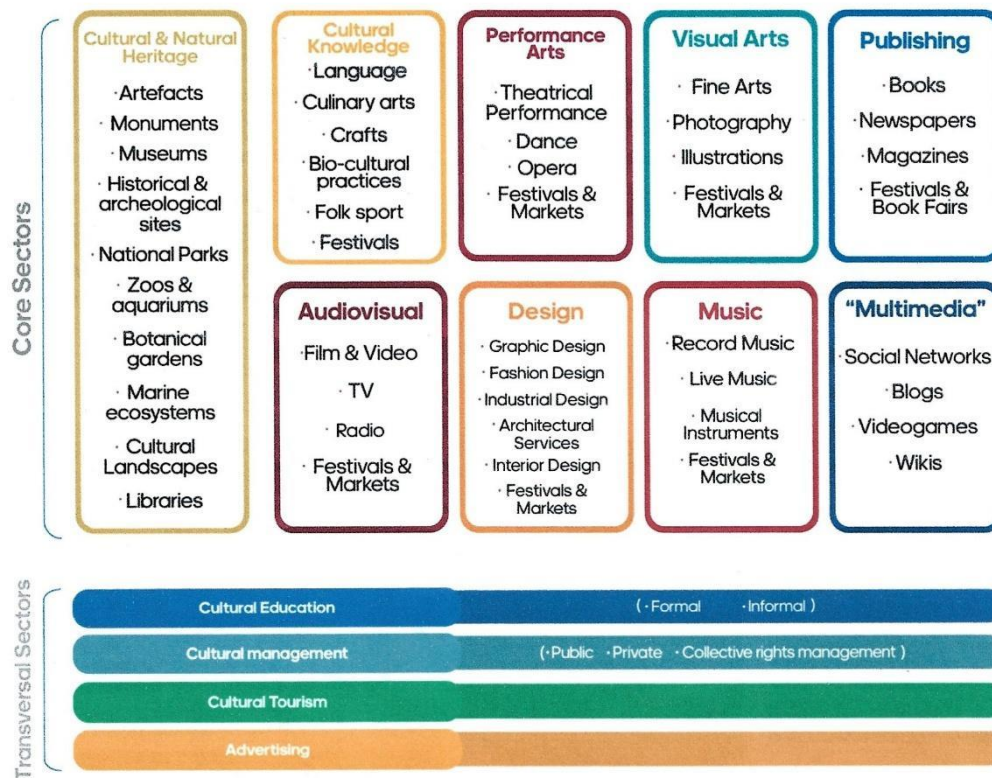 Core Sectors
Cultural & Natural
Heritage
· Artefacts
· Monuments
· Museums
· Historical &
archeological
sites
· National Parks
· Zoos &
aquariums
· Botanical
gardens
· Marine
ecosystems
· Cultural
Landscapes
· Libraries
Cultural
Knowledge
· Language
· Culinary arts
· Crafts
· Bio-cultural
practices
· Folk sport
· Festivals
Performance
Arts
· Theatrical
Performance
· Dance
· Opera
· Festivals &
Markets
Visual Arts
· Fine Arts
· Photography
· Illustrations
· Festivals &
Markets
Publishing
· Books
· Newspapers
· Magazines
· Festivals &
Book Fairs
Audiovisual
· Film & Video
· TV
· Radio
· Festivals &
Markets
Design
· Graphic Design
· Fashion Design
· Industrial Design
· Architectural
Services
· Interior Design
· Festivals &
Markets
Music
· Record Music
· Live Music
· Musical
Instruments
· Festivals &
Markets
“Multimedia”
· Social Networks
· Blogs
· Videogames
· Wikis
Transversal Sectors
Cultural Education ( · Formal · Informal )
Cultural management ( · Public · Private · Collective rights management )
Cultural Tourism
Advertising